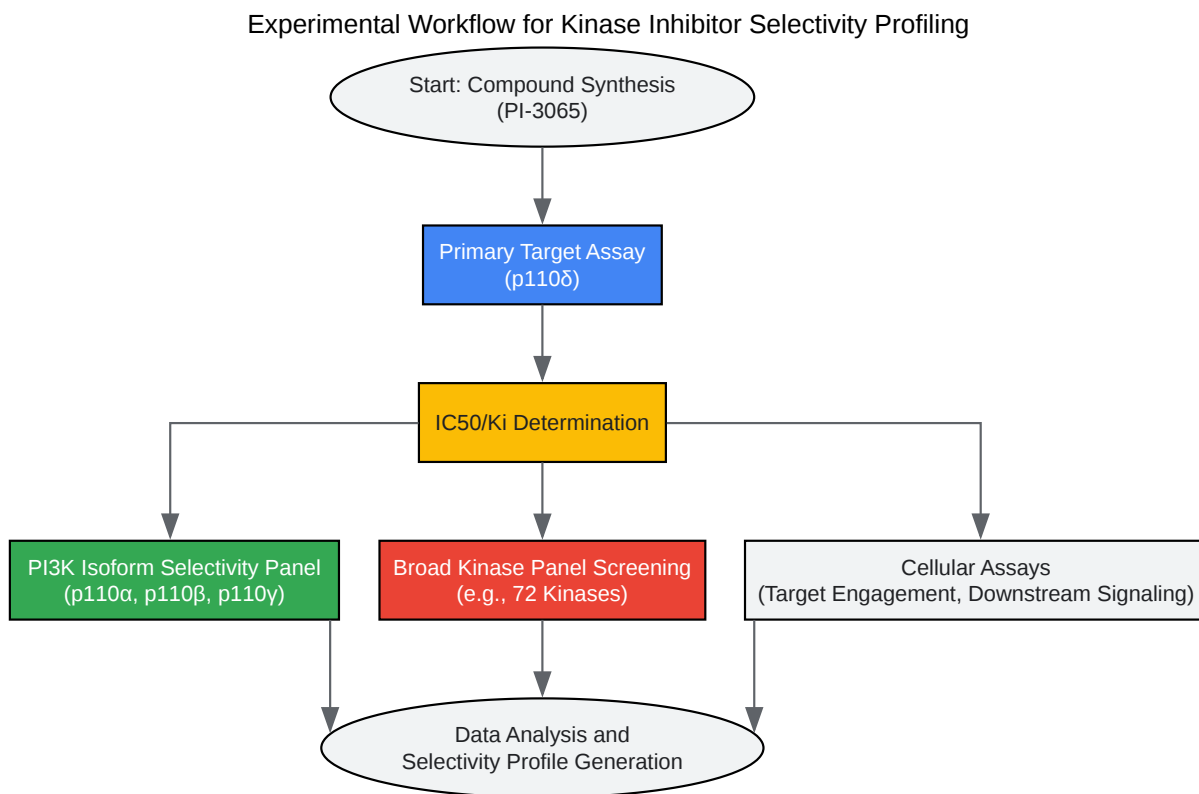 Experimental Workflow for Kinase Inhibitor Selectivity Profiling
Start: Compound Synthesis
(PI-3065)
Primary Target Assay
(p110δ)
IC50/Ki Determination
PI3K Isoform Selectivity Panel
(p110α, p110β, p110γ)
Broad Kinase Panel Screening
(e.g., 72 Kinases)
Cellular Assays
(Target Engagement, Downstream Signaling)
Data Analysis and
Selectivity Profile Generation